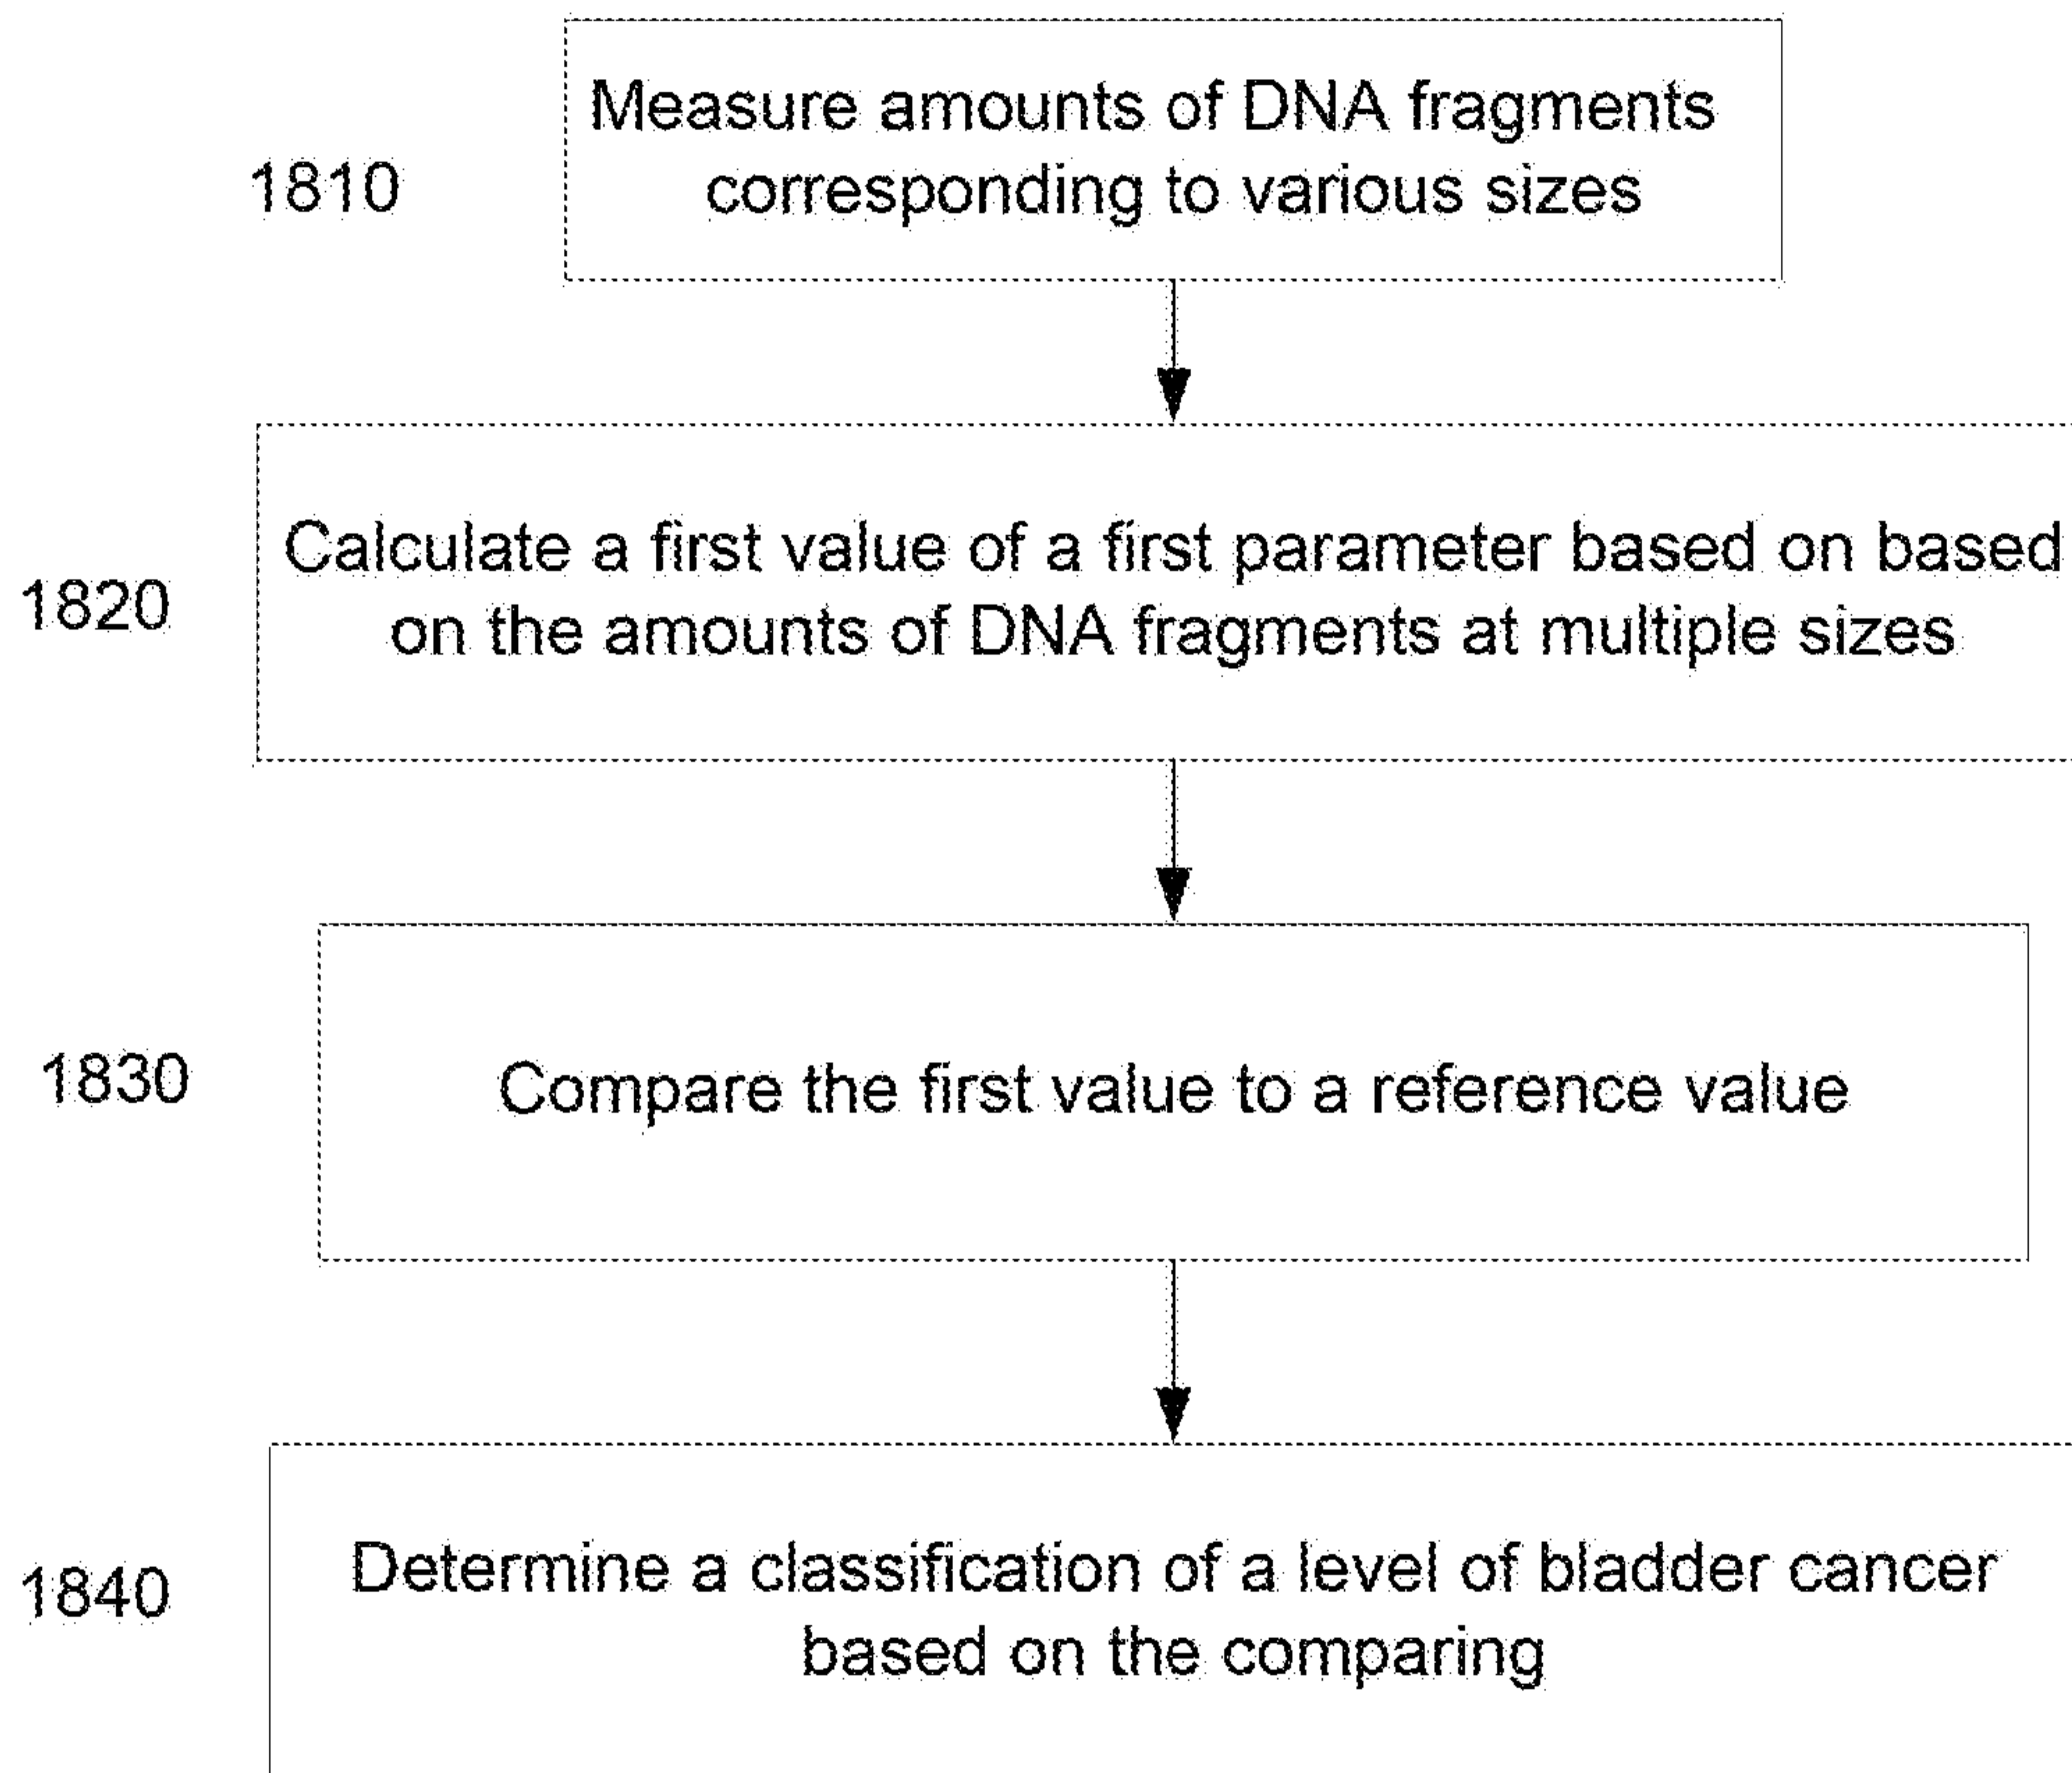 Measure amounts of DNA fragments
1810
corresponding to various sizes
Calculate a first value of a first parameter based on based
1820
on the amounts of DNA fragments at multiple sizes
1830
Compare the first value to a reference value
Determine a classification of a level of bladder cancer
1840
based on the comparing